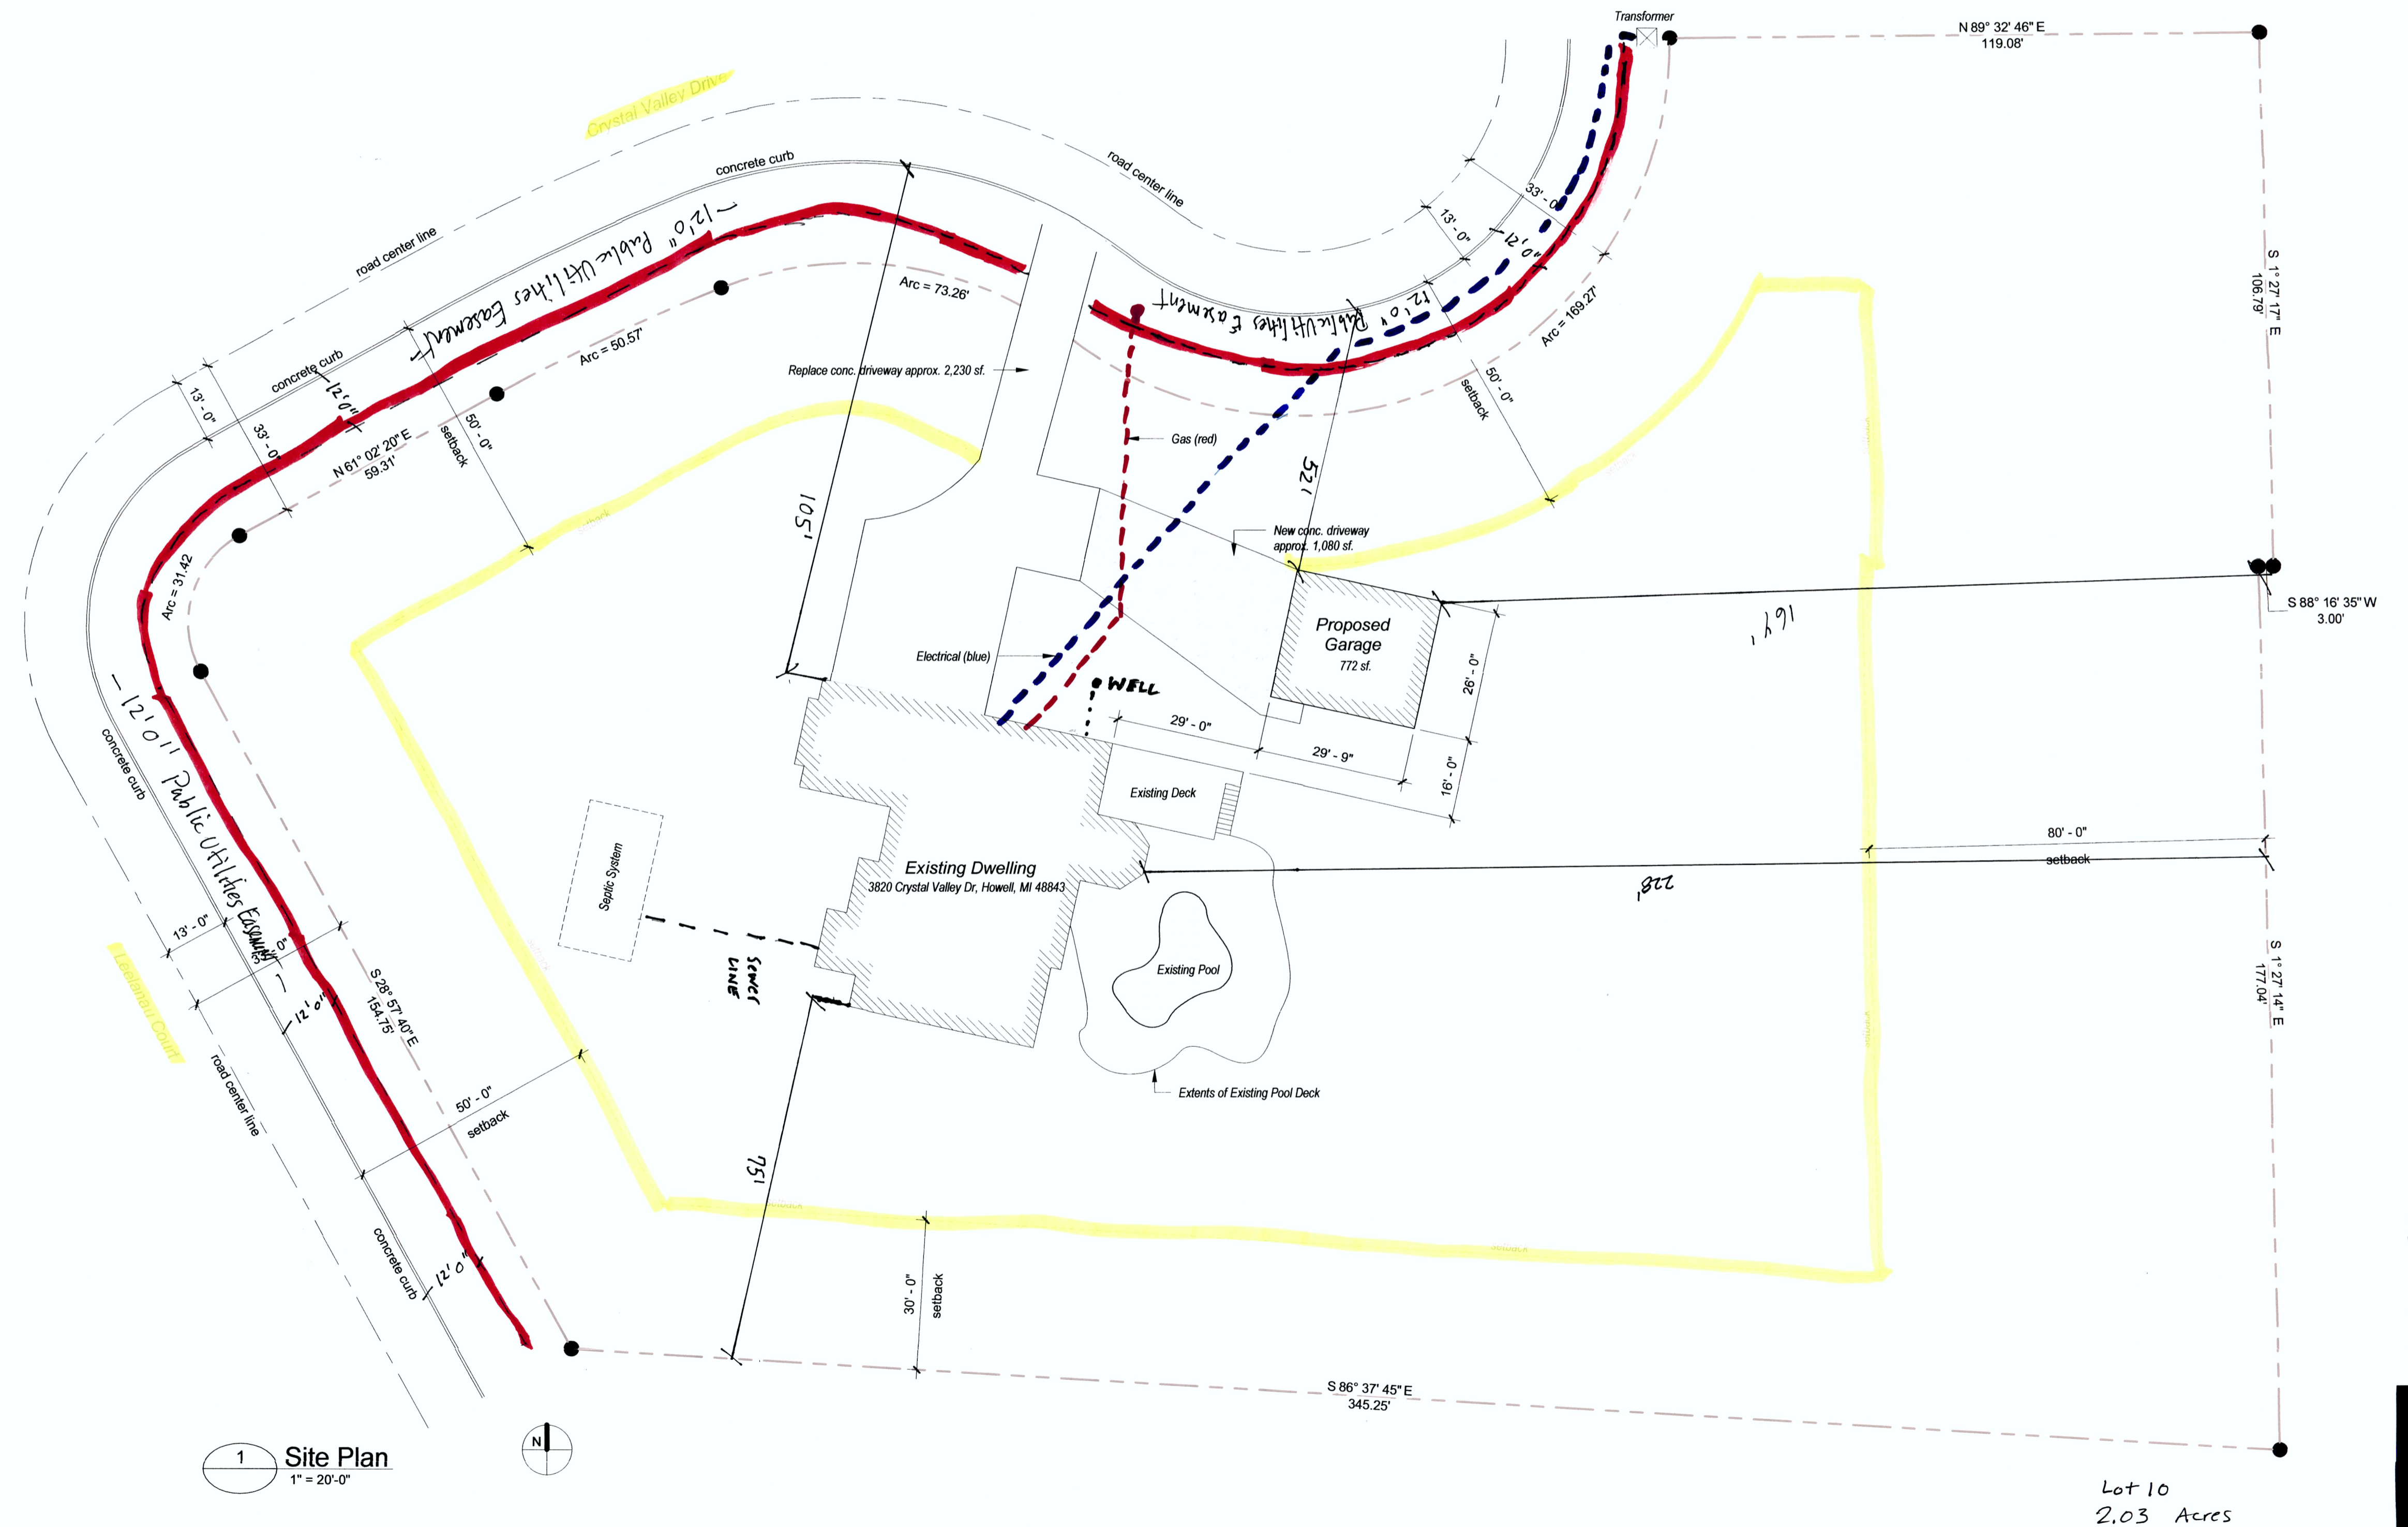 Transformer
N 89° 32' 46" E
119.08'
Crystal Valley Drive
concrete curb
road center line
road center line
33' - 0"
13' - 0"
12'0"
12'0" Public Utilities Easement
12'0" Public Utilities Easement
S 1° 27' 17" E
106.79'
Arc = 73.26'
Arc = 169.27'
concrete curb
Arc = 50.57'
12'0"
13' - 0"
33' - 0"
50' - 0"
setback
Replace conc. driveway approx. 2,230 sf.
50' - 0"
setback
N 61° 02' 20" E
59.31'
Gas (red)
52'
105'
setback
New conc. driveway
approx. 1,080 sf.
Arc = 31.42
S 88° 16' 35" W
3.00'
164'
Proposed
Garage
772 sf.
Electrical (blue)
WELL
26' - 0"
29' - 0"
29' - 9"
16' - 0"
12'0" Public Utilities Easement
concrete curb
Existing Deck
80' - 0"
setback
Septic System
Existing Dwelling
3820 Crystal Valley Dr, Howell, MI 48843
228'
13' - 0"
Leelanau Court
SEWER
LINE
Existing Pool
S 28° 57' 40" E
154.75'
12'0"
S 1° 27' 14" E
177.04'
road center line
50' - 0"
setback
Extents of Existing Pool Deck
75'
setback
setback
concrete curb
12'0"
30' - 0"
setback
S 86° 37' 45" E
345.25'
1
Site Plan
1" = 20'-0"
N
Lot 10
2.03 Acres